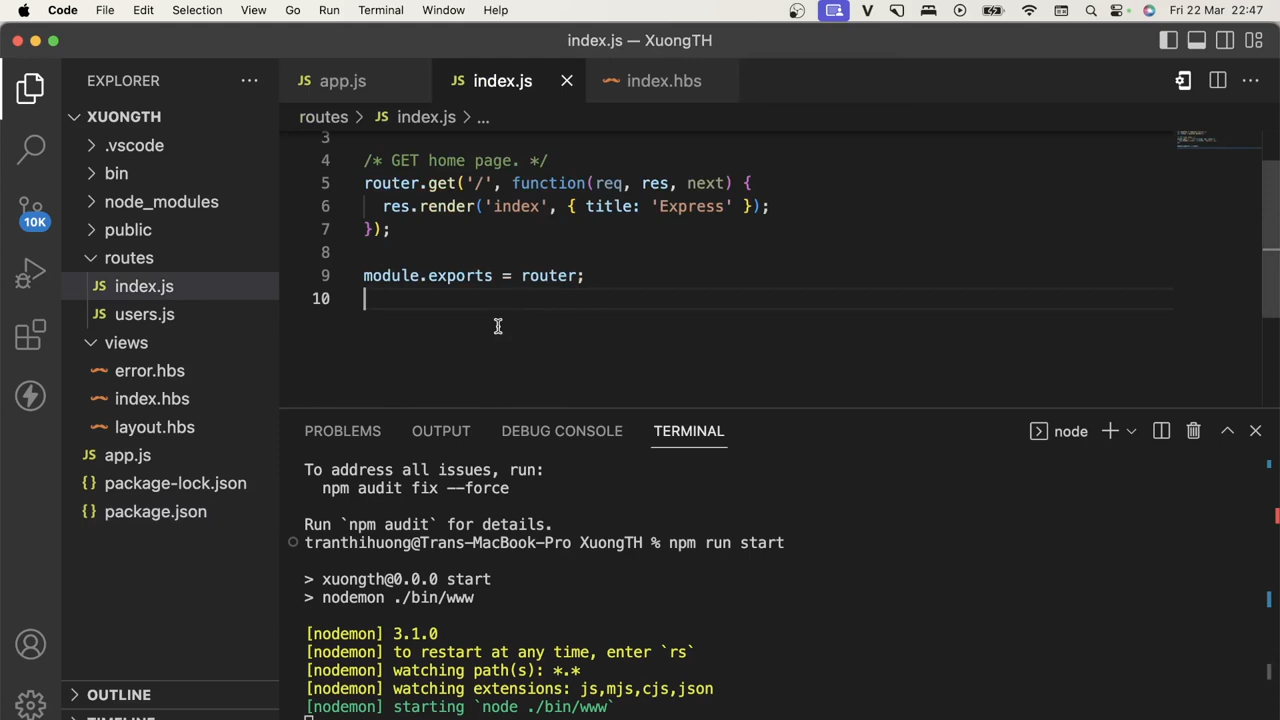 Code File Edit Selection View Go Run Terminal Window Help Fri 22 Mar 22:47
index.js — XuongTH
EXPLORER
XUONGTH
.vscode
bin
node_modules
public
routes
JS index.js
JS users.js
views
error.hbs
index.hbs
layout.hbs
JS app.js
{} package-lock.json
{} package.json
OUTLINE
TIMELINE
10K
JS app.js JS index.js index.hbs
routes > JS index.js > ...
3
4 /* GET home page. */
5 router.get('/', function(req, res, next) {
6 res.render('index', { title: 'Express' });
7 });
8
9 module.exports = router;
10
PROBLEMS OUTPUT DEBUG CONSOLE TERMINAL node
To address all issues, run:
npm audit fix --force
Run `npm audit` for details.
tranthihuong@Trans-MacBook-Pro XuongTH % npm run start
> xuongth@0.0.0 start
> nodemon ./bin/www
[nodemon] 3.1.0
[nodemon] to restart at any time, enter `rs`
[nodemon] watching path(s): *.*
[nodemon] watching extensions: js,mjs,cjs,json
[nodemon] starting `node ./bin/www`